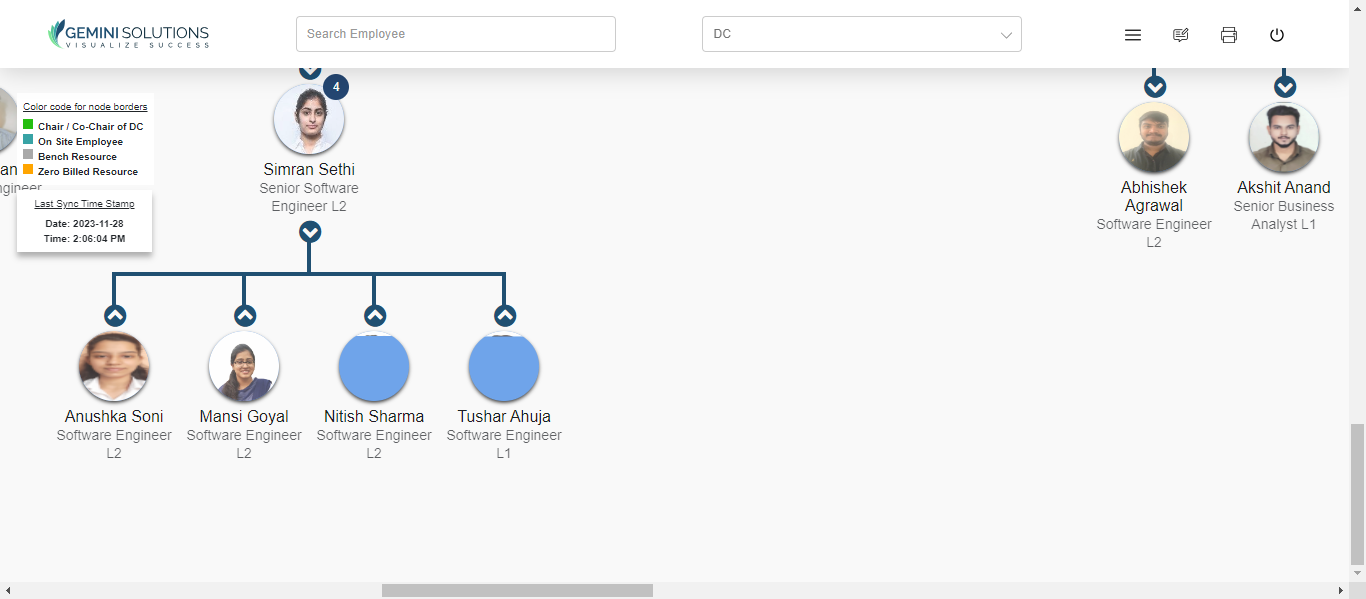 GEMINI SOLUTIONS
VISUALIZE SUCCESS
Search Employee
DC
an
ngineer
Color code for node borders
Chair / Co-Chair of DC
On Site Employee
Bench Resource
Zero Billed Resource
Last Sync Time Stamp
Date: 2023-11-28
Time: 2:06:04 PM
4
Simran Sethi
Senior Software
Engineer L2
Abhishek
Agrawal
Software Engineer
L2
Akshit Anand
Senior Business
Analyst L1
Anushka Soni
Software Engineer
L2
Mansi Goyal
Software Engineer
L2
Nitish Sharma
Software Engineer
L2
Tushar Ahuja
Software Engineer
L1